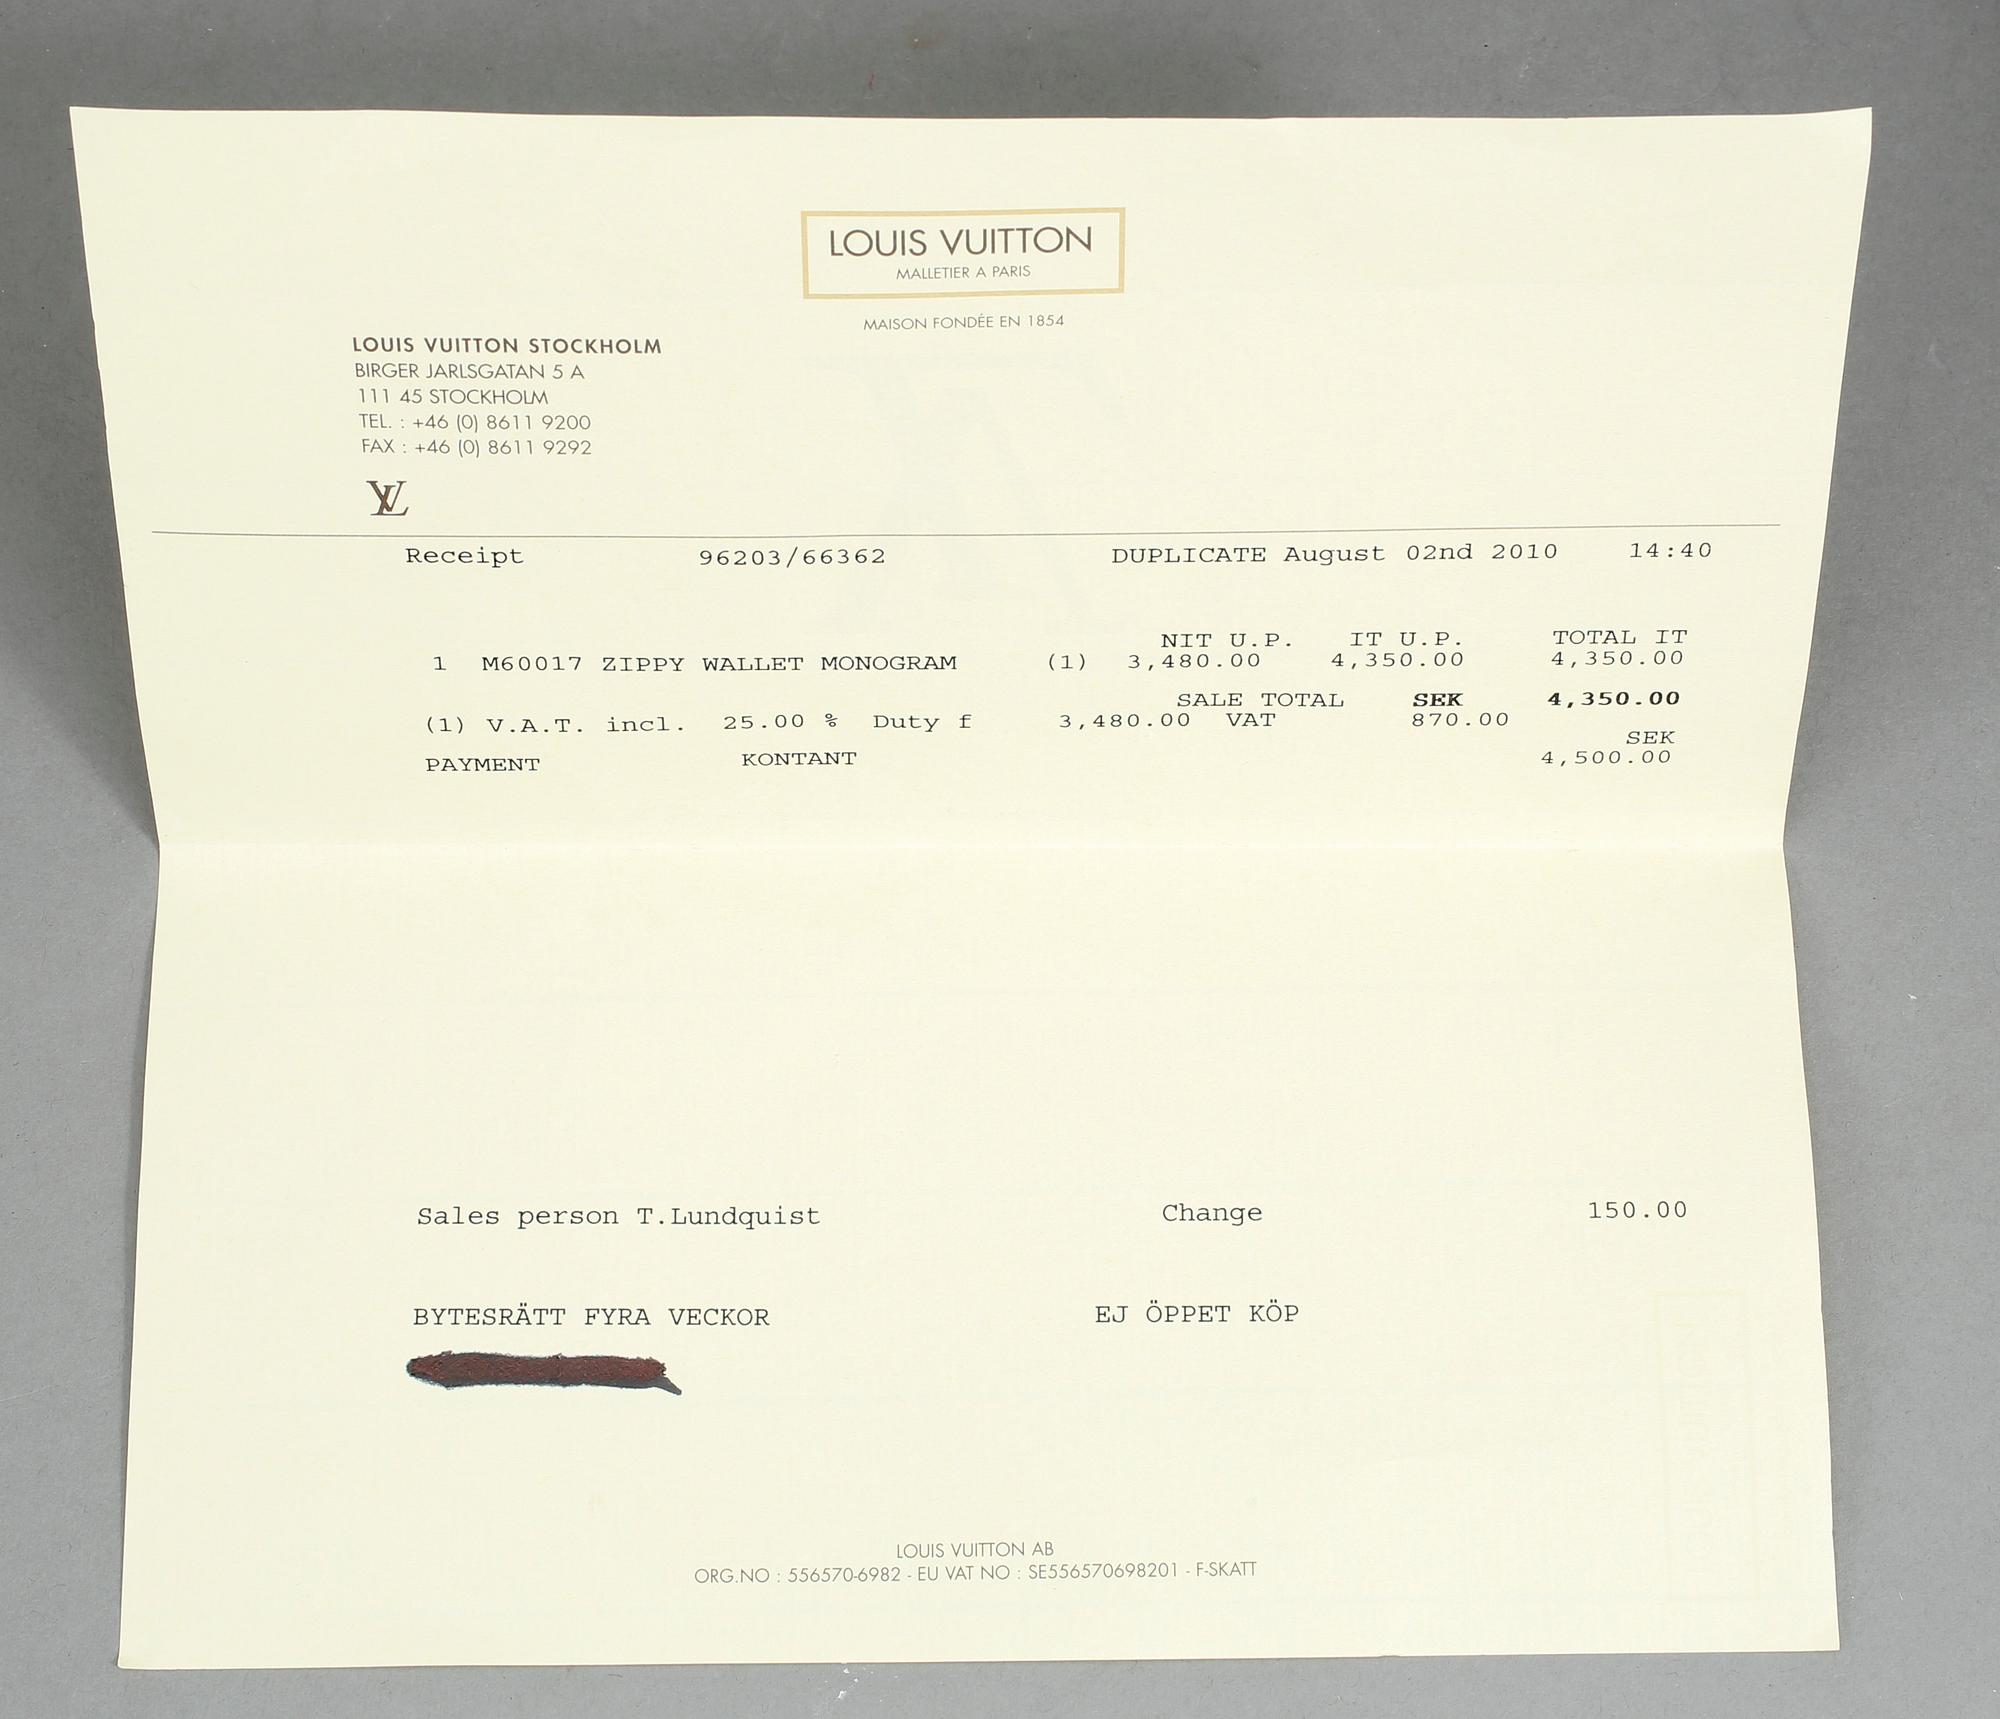 LOUIS VUITTON
MALLETIER A PARIS
MAISON FONDÉE EN 1854
LOUIS VUITTON STOCKHOLM
BIRGER JARLSGATAN 5 A
111 45 STOCKHOLM
TEL. : +46 (0) 8611 9200
FAX : +46 (0) 8611 9292
LV
Receipt 96203/66362 DUPLICATE August 02nd 2010 14:40
NIT U.P. IT U.P. TOTAL IT
1 M60017 ZIPPY WALLET MONOGRAM (1) 3,480.00 4,350.00 4,350.00
SALE TOTAL SEK 4,350.00
(1) V.A.T. incl. 25.00 % Duty f 3,480.00 VAT 870.00
SEK
PAYMENT KONTANT 4,500.00
Sales person T.Lundquist Change 150.00
BYTESRÄTT FYRA VECKOR EJ ÖPPET KÖP
LOUIS VUITTON AB
ORG.NO : 556570-6982 - EU VAT NO : SE556570698201 - F-SKATT